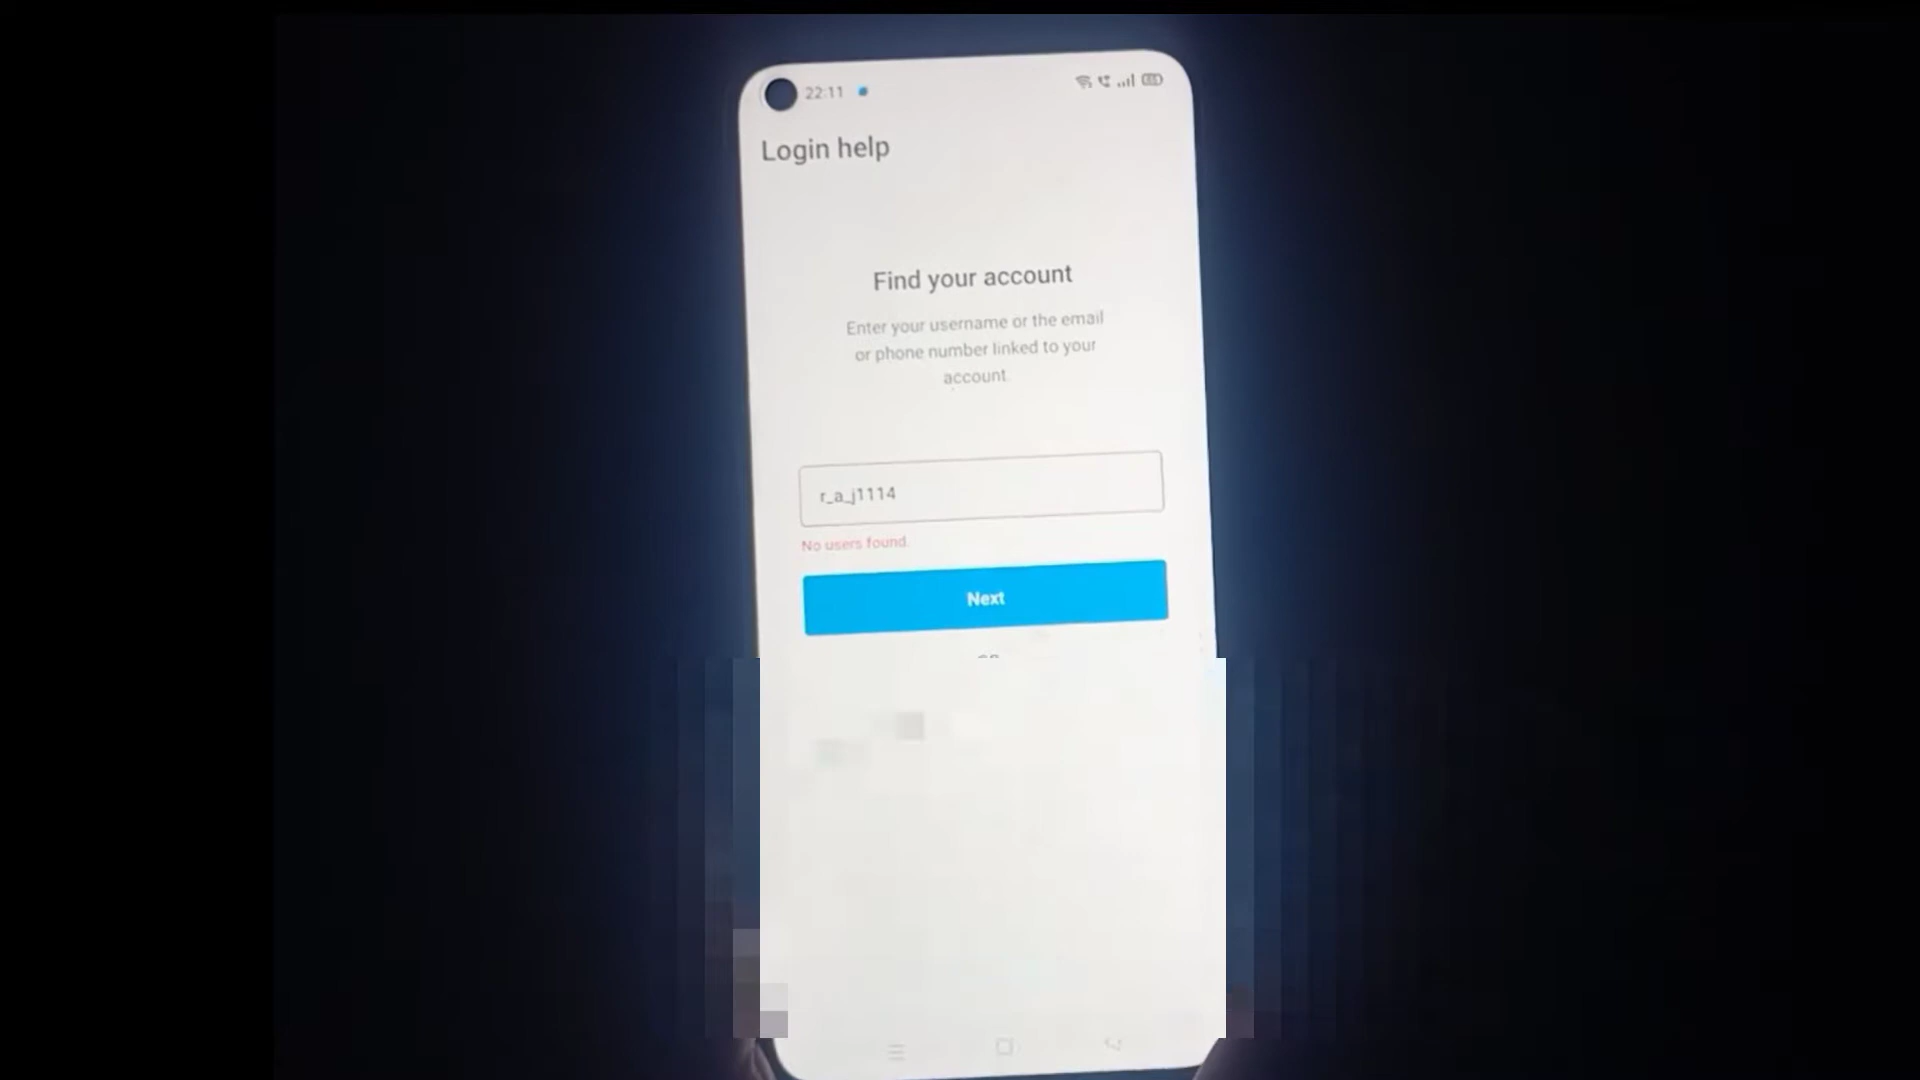 22:11
Login help
Find your account
Enter your username or the email
or phone number linked to your
account.
r_a_j1114
No users found.
Next